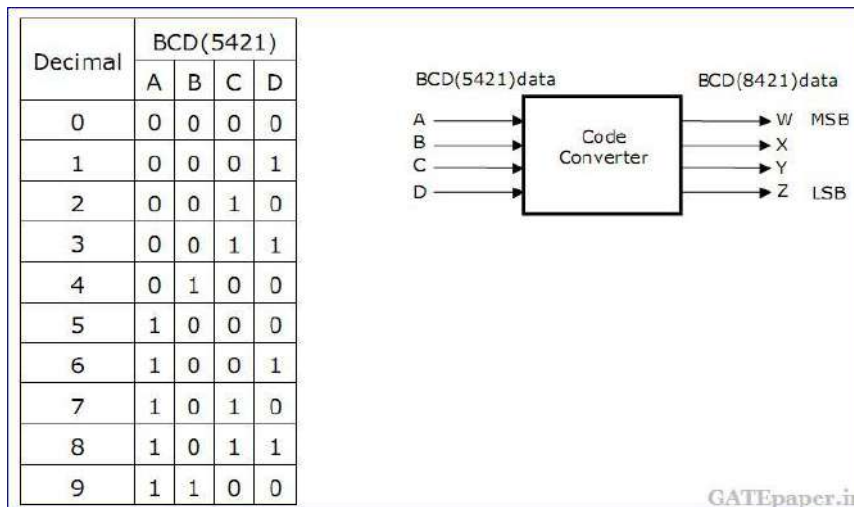 Decimal BCD(5421)
A B C D
0 0 0 0 0
1 0 0 0 1
2 0 0 1 0
3 0 0 1 1
4 0 1 0 0
5 1 0 0 0
6 1 0 0 1
7 1 0 1 0
8 1 0 1 1
9 1 1 0 0
BCD(5421)data BCD(8421)data
A W MSB
B X
C Y
D Z LSB
Code
Converter
GATEpaper.in